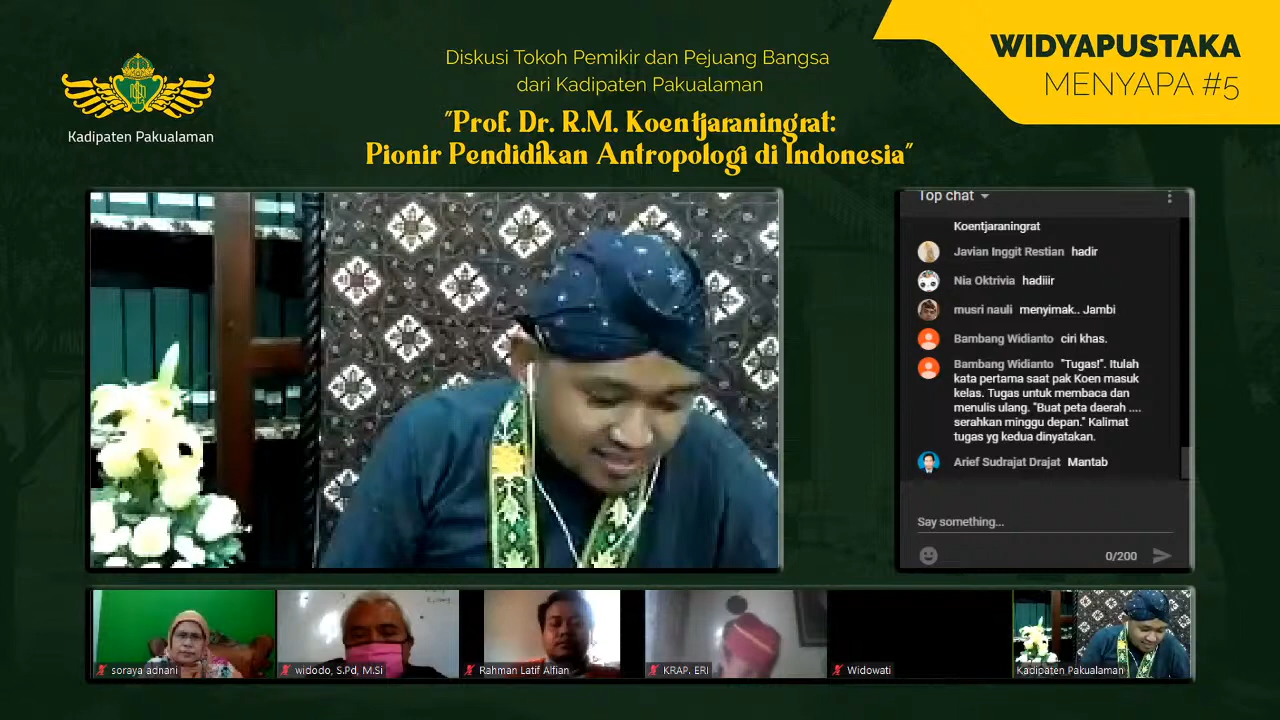 Diskusi Tokoh Pemikir dan Pejuang Bangsa
dari Kadipaten Pakualaman
"Prof. Dr. R.M. Koentjaraningrat:
Pionir Pendidikan Antropologi di Indonesia"
WIDYAPUSTAKA
MENYAPA #5
Kadipaten Pakualaman
Top chat
Koentjaraningrat
Javian Inggit Restian hadir
Nia Oktrivia hadiiir
musri nauli menyimak.. Jambi
Bambang Widianto ciri khas.
Bambang Widianto "Tugas!". Itulah
kata pertama saat pak Koen masuk
kelas. Tugas untuk membaca dan
menulis ulang. "Buat peta daerah ....
serahkan minggu depan." Kalimat
tugas yg kedua dinyatakan.
Arief Sudrajat Drajat Mantab
Say something...
0/200
soraya adnani
widodo, S.Pd, M.Si
Rahman Latif Alfian
KRAP. ERI
Widowati
Kadipaten Pakualaman